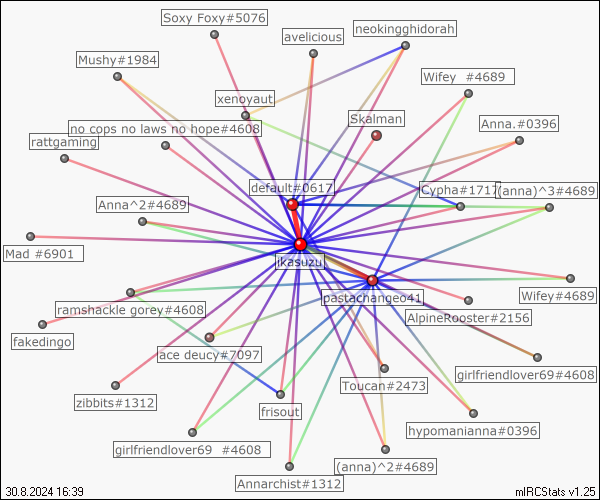 Soxy Foxy#5076
avelicious
neokingghidorah
Mushy#1984
Wifey  #4689
xenoyaut
Skalman
Anna.#0396
no cops no laws no hope#4608
rattgaming
default#0617
Cypha#1717
(anna)^3#4689
Anna^2#4689
Mad #6901
ikasuzu
pastachangeo41
Wifey#4689
ramshackle gorey#4608
AlpineRooster#2156
fakedingo
ace deucy#7097
girlfriendlover69#4608
Toucan#2473
zibbits#1312
frisout
hypomanianna#0396
girlfriendlover69  #4608
(anna)^2#4689
Annarchist#1312
30.8.2024 16:39
mIRCStats v1.25